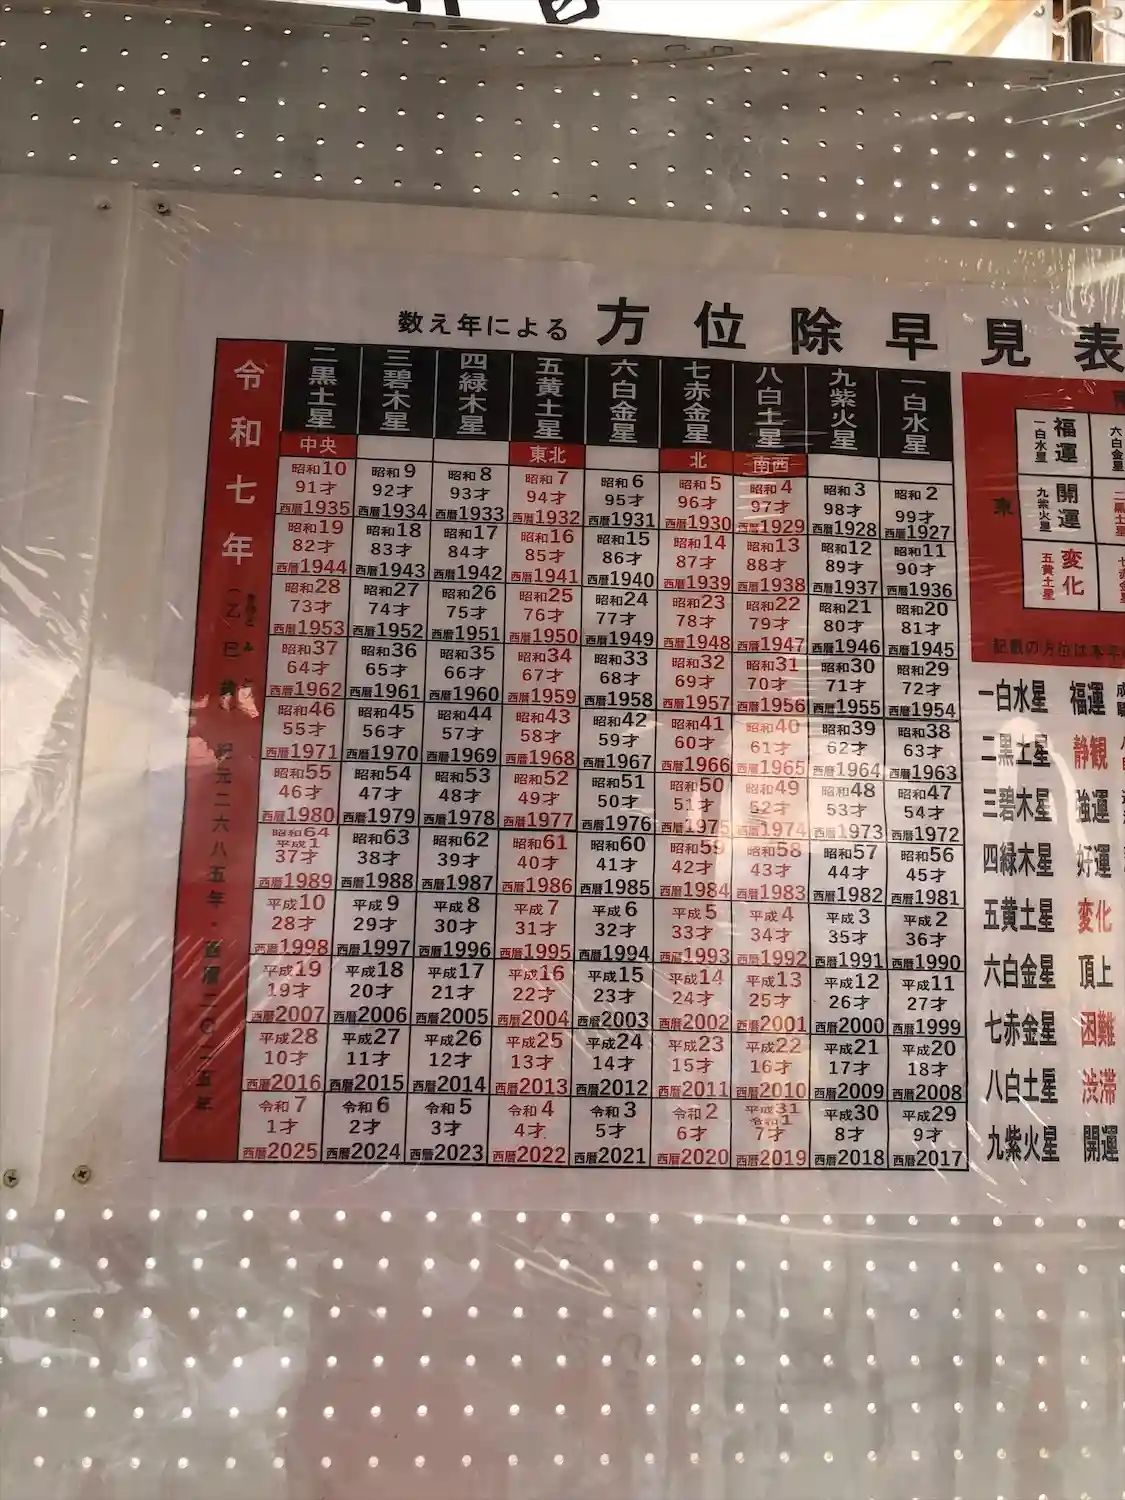 数え年による 方位除早見表
令和七年
二黒土星 三碧木星 四緑木星 五黄土星 六白金星 七赤金星 八白土星 九紫火星 一白水星
中央 東北 北 南西
昭和10 昭和9 昭和8 昭和7 昭和6 昭和5 昭和4 昭和3 昭和2
91才 92才 93才 94才 95才 96才 97才 98才 99才
西暦1935 西暦1934 西暦1933 西暦1932 西暦1931 西暦1930 西暦1929 西暦1928 西暦1927
昭和19 昭和18 昭和17 昭和16 昭和15 昭和14 昭和13 昭和12 昭和11
82才 83才 84才 85才 86才 87才 88才 89才 90才
西暦1944 西暦1943 西暦1942 西暦1941 西暦1940 西暦1939 西暦1938 西暦1937 西暦1936
昭和28 昭和27 昭和26 昭和25 昭和24 昭和23 昭和22 昭和21 昭和20
73才 74才 75才 76才 77才 78才 79才 80才 81才
西暦1953 西暦1952 西暦1951 西暦1950 西暦1949 西暦1948 西暦1947 西暦1946 西暦1945
昭和37 昭和36 昭和35 昭和34 昭和33 昭和32 昭和31 昭和30 昭和29
64才 65才 66才 67才 68才 69才 70才 71才 72才
西暦1962 西暦1961 西暦1960 西暦1959 西暦1958 西暦1957 西暦1956 西暦1955 西暦1954
昭和46 昭和45 昭和44 昭和43 昭和42 昭和41 昭和40 昭和39 昭和38
55才 56才 57才 58才 59才 60才 61才 62才 63才
西暦1971 西暦1970 西暦1969 西暦1968 西暦1967 西暦1966 西暦1965 西暦1964 西暦1963
昭和55 昭和54 昭和53 昭和52 昭和51 昭和50 昭和49 昭和48 昭和47
46才 47才 48才 49才 50才 51才 52才 53才 54才
西暦1980 西暦1979 西暦1978 西暦1977 西暦1976 西暦1975 西暦1974 西暦1973 西暦1972
昭和64 平成1 昭和63 昭和62 昭和61 昭和60 昭和59 昭和58 昭和57 昭和56
37才 38才 39才 40才 41才 42才 43才 44才 45才
西暦1989 西暦1988 西暦1987 西暦1986 西暦1985 西暦1984 西暦1983 西暦1982 西暦1981
平成10 平成9 平成8 平成7 平成6 平成5 平成4 平成3 平成2
28才 29才 30才 31才 32才 33才 34才 35才 36才
西暦1998 西暦1997 西暦1996 西暦1995 西暦1994 西暦1993 西暦1992 西暦1991 西暦1990
平成19 平成18 平成17 平成16 平成15 平成14 平成13 平成12 平成11
19才 20才 21才 22才 23才 24才 25才 26才 27才
西暦2007 西暦2006 西暦2005 西暦2004 西暦2003 西暦2002 西暦2001 西暦2000 西暦1999
平成28 平成27 平成26 平成25 平成24 平成23 平成22 平成21 平成20
10才 11才 12才 13才 14才 15才 16才 17才 18才
西暦2016 西暦2015 西暦2014 西暦2013 西暦2012 西暦2011 西暦2010 西暦2009 西暦2008
令和7 令和6 令和5 令和4 令和3 令和2 平成31 令和1 平成30 平成29
1才 2才 3才 4才 5才 6才 7才 8才 9才
西暦2025 西暦2024 西暦2023 西暦2022 西暦2021 西暦2020 西暦2019 西暦2018 西暦2017
(乙巳
紀元二六八五年・西暦二〇二五年
東
福運 一白水星
六白金星
開運 九紫火星
二黒土星
変化 五黄土星
記載の方位は本年
一白水星 福運
二黒土星 静観
三碧木星 強運
四緑木星 好運
五黄土星 変化
六白金星 頂上
七赤金星 困難
八白土星 渋滞
九紫火星 開運